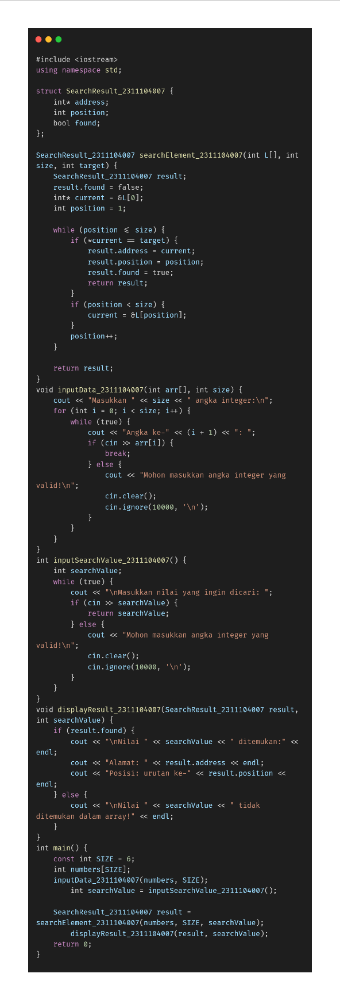 #include <iostream>
using namespace std;

struct SearchResult_2311104007 {
    int* address;
    int position;
    bool found;
};

SearchResult_2311104007 searchElement_2311104007(int L[], int
size, int target) {
    SearchResult_2311104007 result;
    result.found = false;
    int* current = &L[0];
    int position = 1;

    while (position <= size) {
        if (*current == target) {
            result.address = current;
            result.position = position;
            result.found = true;
            return result;
        }
        if (position < size) {
            current = &L[position];
        }
        position++;
    }

    return result;
}
void inputData_2311104007(int arr[], int size) {
    cout << "Masukkan " << size << " angka integer:\n";
    for (int i = 0; i < size; i++) {
        while (true) {
            cout << "Angka ke-" << (i + 1) << ": ";
            if (cin >> arr[i]) {
                break;
            } else {
                cout << "Mohon masukkan angka integer yang
valid!\n";
                cin.clear();
                cin.ignore(10000, '\n');
            }
        }
    }
}
int inputSearchValue_2311104007() {
    int searchValue;
    while (true) {
        cout << "\nMasukkan nilai yang ingin dicari: ";
        if (cin >> searchValue) {
            return searchValue;
        } else {
            cout << "Mohon masukkan angka integer yang
valid!\n";
            cin.clear();
            cin.ignore(10000, '\n');
        }
    }
}
void displayResult_2311104007(SearchResult_2311104007 result,
int searchValue) {
    if (result.found) {
        cout << "\nNilai " << searchValue << " ditemukan:" <<
endl;
        cout << "Alamat: " << result.address << endl;
        cout << "Posisi: urutan ke-" << result.position <<
endl;
    } else {
        cout << "\nNilai " << searchValue << " tidak
ditemukan dalam array!" << endl;
    }
}
int main() {
    const int SIZE = 6;
    int numbers[SIZE];
    inputData_2311104007(numbers, SIZE);
        int searchValue = inputSearchValue_2311104007();

    SearchResult_2311104007 result =
searchElement_2311104007(numbers, SIZE, searchValue);
        displayResult_2311104007(result, searchValue);
    return 0;
}